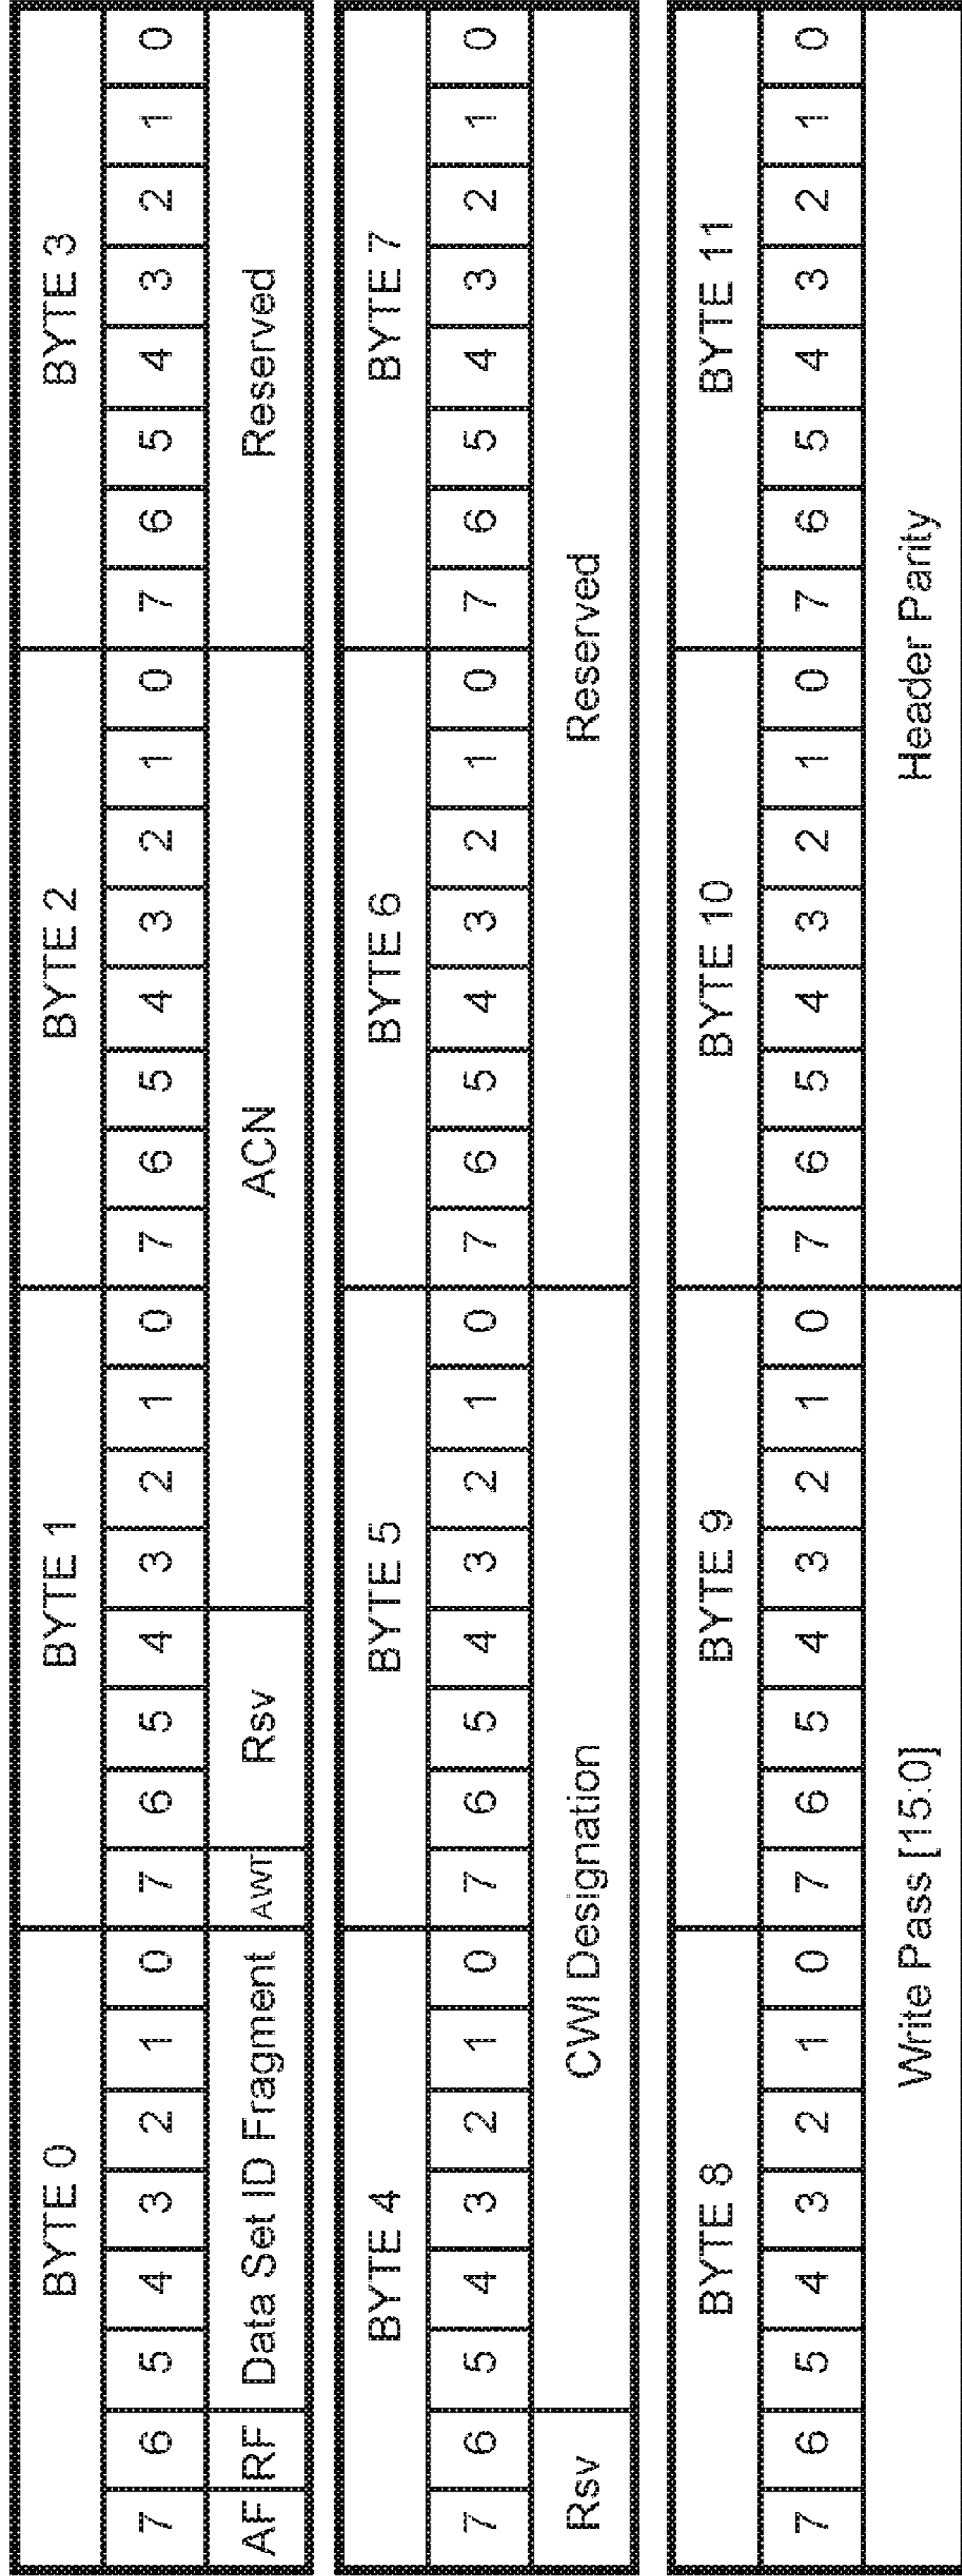 BYTE 0 BYTE 1 BYTE 2 BYTE 3
7 6 5 4 3 2 1 0 7 6 5 4 3 2 1 0 7 6 5 4 3 2 1 0 7 6 5 4 3 2 1 0
AF RF Data Set ID Fragment AWT Rsv ACN Reserved
BYTE 4 BYTE 5 BYTE 6 BYTE 7
7 6 5 4 3 2 1 0 7 6 5 4 3 2 1 0 7 6 5 4 3 2 1 0 7 6 5 4 3 2 1 0
Rsv CWI Designation Reserved
BYTE 8 BYTE 9 BYTE 10 BYTE 11
7 6 5 4 3 2 1 0 7 6 5 4 3 2 1 0 7 6 5 4 3 2 1 0 7 6 5 4 3 2 1 0
Write Pass [15:0] Header Parity